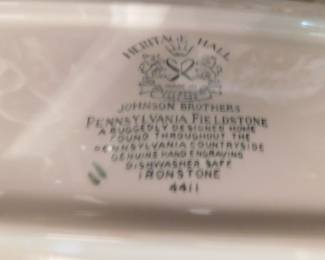 HERITAGE HALL
JOHNSON BROTHERS
PENNSYLVANIA FIELDSTONE
A RUGGEDLY DESIGNED HOME
FOUND THROUGHOUT THE
PENNSYLVANIA COUNTRYSIDE
GENUINE HAND ENGRAVING
DISHWASHER SAFE
IRONSTONE
4411